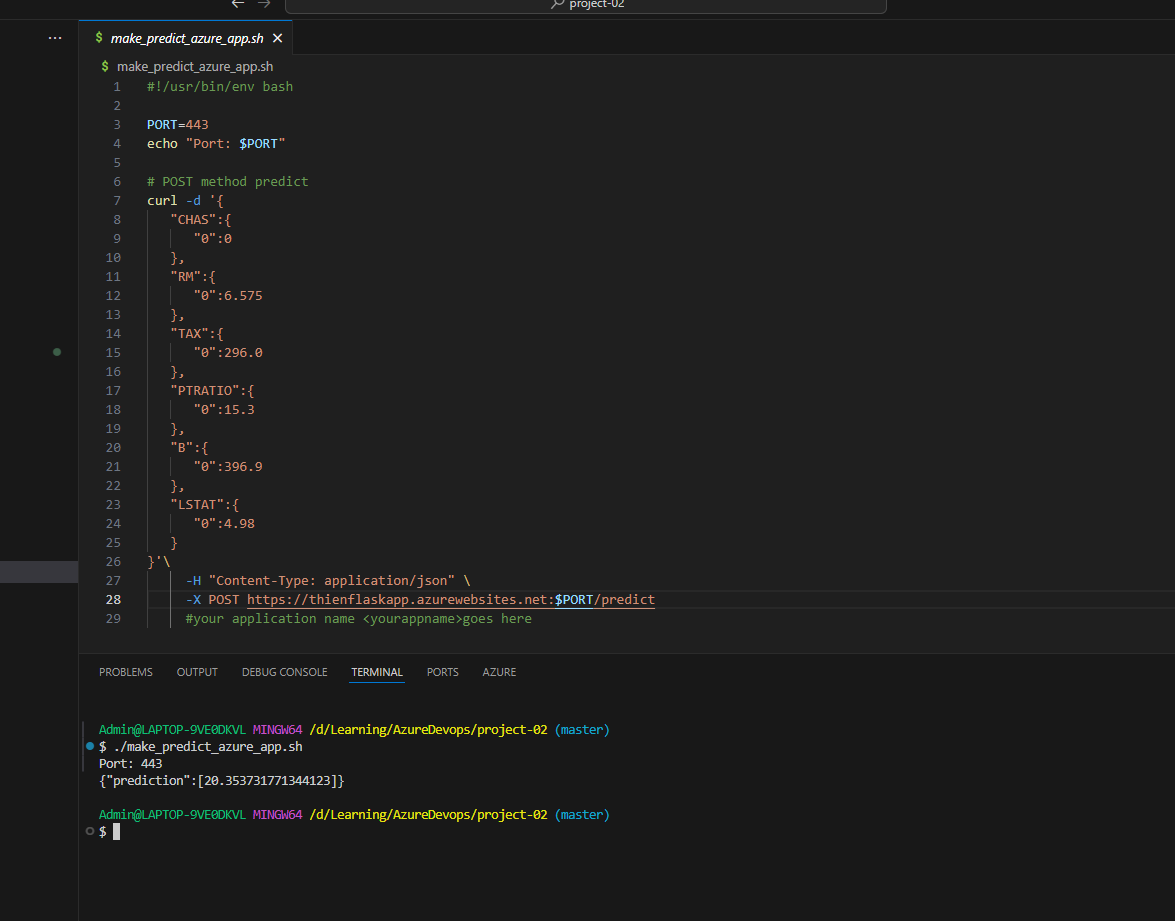 project-02
... $ make_predict_azure_app.sh
$ make_predict_azure_app.sh
1 #!/usr/bin/env bash
2
3 PORT=443
4 echo "Port: $PORT"
5
6 # POST method predict
7 curl -d '{
8 "CHAS":{
9 "0":0
10 },
11 "RM":{
12 "0":6.575
13 },
14 "TAX":{
15 "0":296.0
16 },
17 "PTRATIO":{
18 "0":15.3
19 },
20 "B":{
21 "0":396.9
22 },
23 "LSTAT":{
24 "0":4.98
25 }
26 }'\
27 -H "Content-Type: application/json" \
28 -X POST https://thienflaskapp.azurewebsites.net:$PORT/predict
29 #your application name <yourappname>goes here
PROBLEMS OUTPUT DEBUG CONSOLE TERMINAL PORTS AZURE
Admin@LAPTOP-9VE0DKVL MINGW64 /d/Learning/AzureDevops/project-02 (master)
$ ./make_predict_azure_app.sh
Port: 443
{"prediction":[20.353731771344123]}
Admin@LAPTOP-9VE0DKVL MINGW64 /d/Learning/AzureDevops/project-02 (master)
$